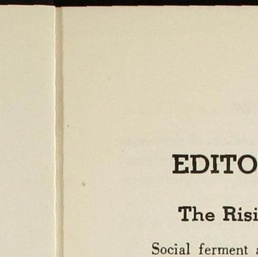 EDITO
The Risi
Social ferment a